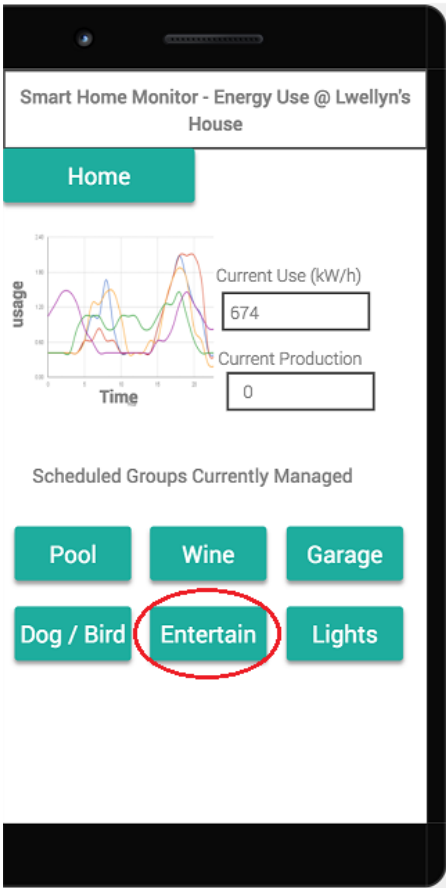 Smart Home Monitor - Energy Use @ Lwellyn's
House
Home
usage
Time
Current Use (kW/h)
674
Current Production
0
Scheduled Groups Currently Managed
Pool
Wine
Garage
Dog / Bird
Entertain
Lights